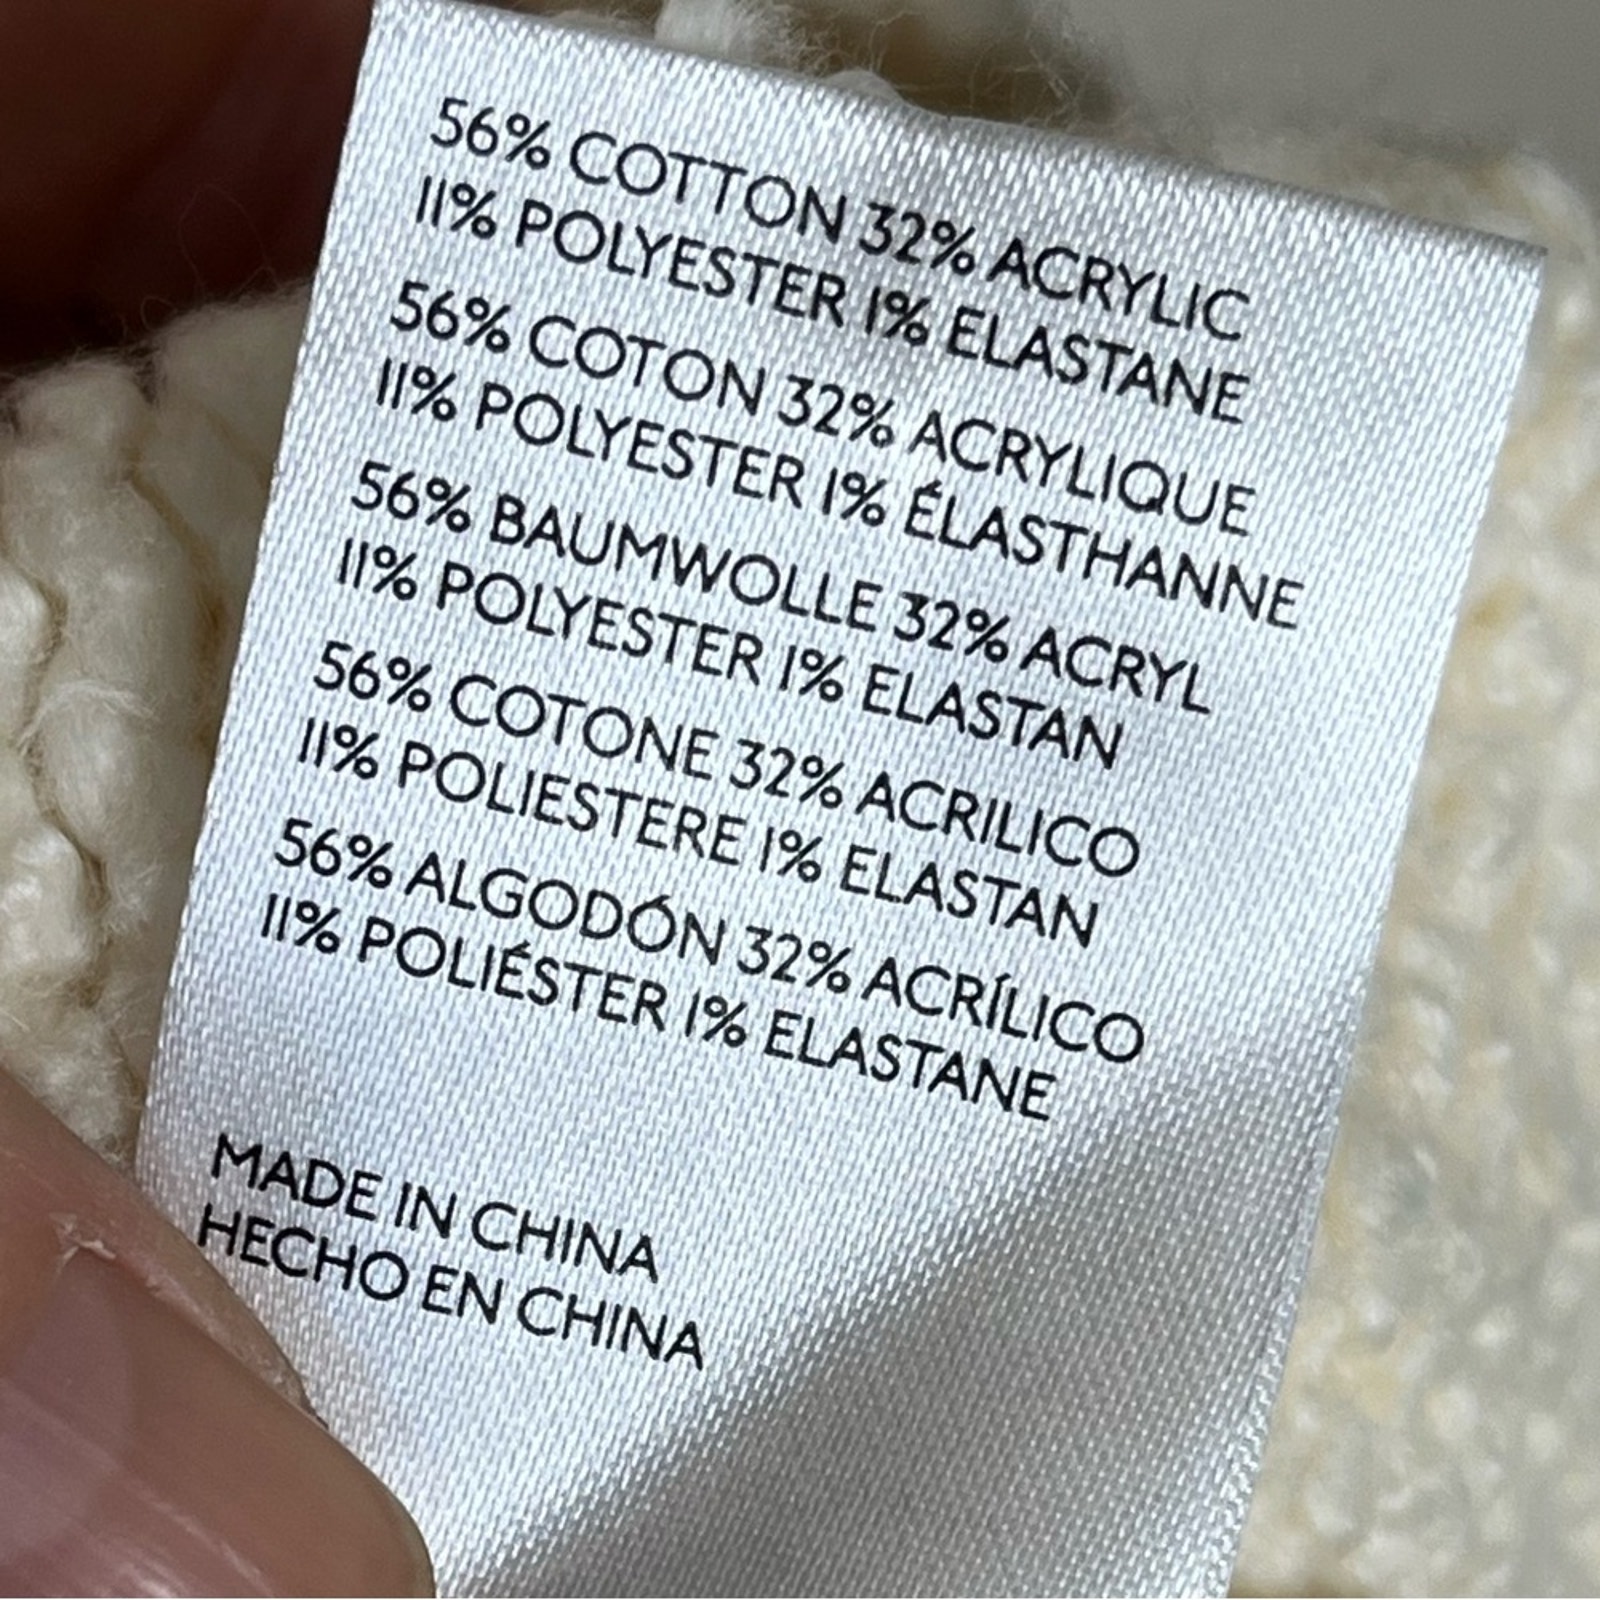 56% COTTON 32% ACRYLIC
11% POLYESTER 1% ELASTANE
56% COTON 32% ACRYLIQUE
11% POLYESTER 1% ÉLASTHANNE
56% BAUMWOLLE 32% ACRYL
11% POLYESTER 1% ELASTAN
56% COTONE 32% ACRILICO
11% POLIESTERE 1% ELASTAN
56% ALGODÓN 32% ACRÍLICO
11% POLIÉSTER 1% ELASTANE
MADE IN CHINA
HECHO EN CHINA